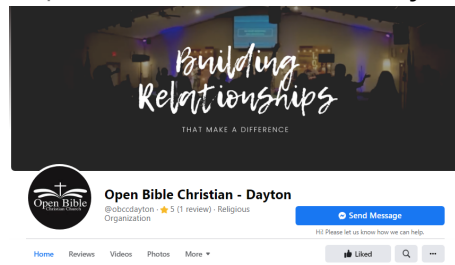 Building
Relationships
THAT MAKE A DIFFERENCE
Open Bible
Christian Church
Open Bible Christian - Dayton
@obccdayton · 5 (1 review) · Religious
Organization
Send Message
Hi! Please let us know how we can help.
Home Reviews Videos Photos More
Liked